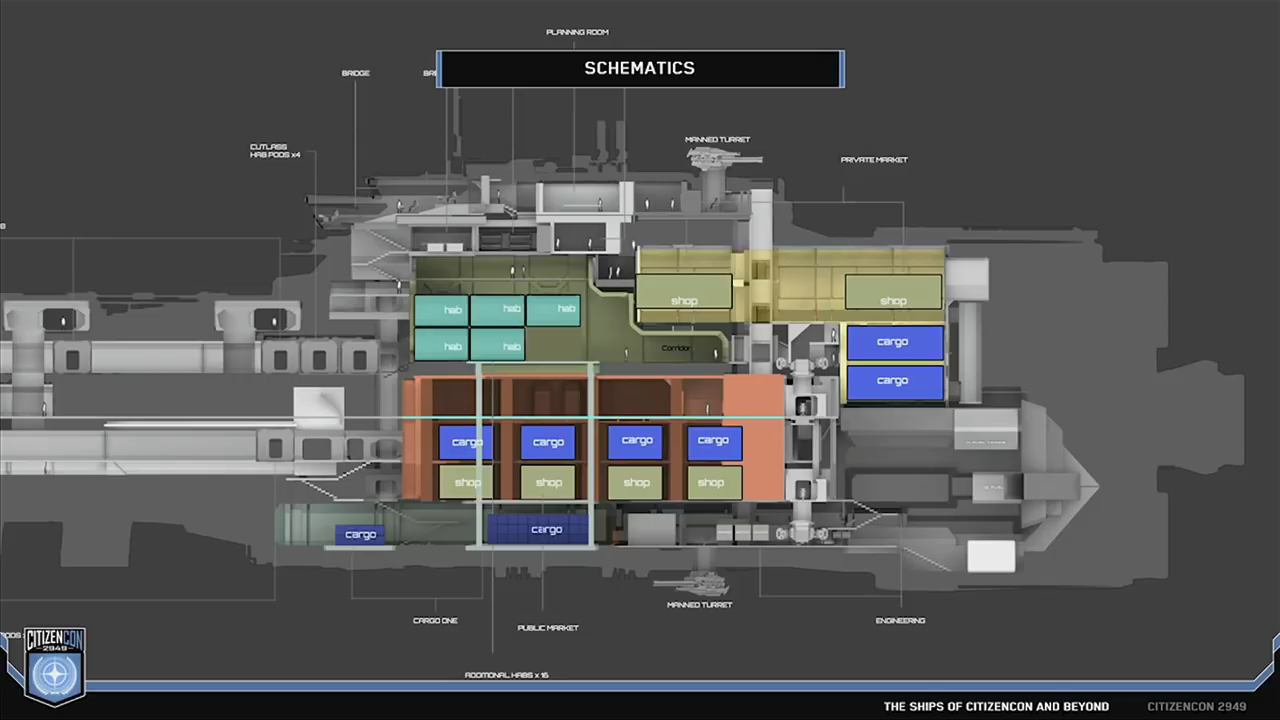 PLANNING ROOM
SCHEMATICS
BRIDGE
MANNED TURRET
CUTLASS
HAB PODS x4
PRIVATE MARKET
shop
shop
hab
hab
hab
cargo
hab
hab
Corridor
cargo
cargo
cargo
cargo
cargo
shop
shop
shop
shop
cargo
cargo
MANNED TURRET
CARGO ONE
PUBLIC MARKET
ENGINEERING
CITIZENCON
2949
ADDITIONAL HABS x 16
THE SHIPS OF CITIZENCON AND BEYOND
CITIZENCON 2949